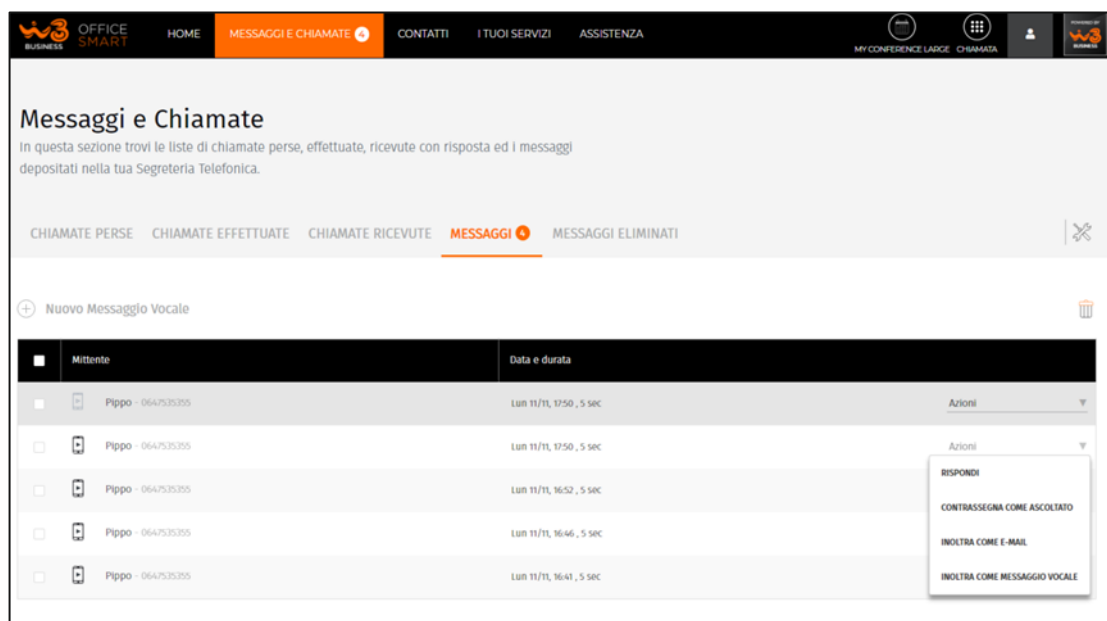 W3 BUSINESS OFFICE SMART HOME MESSAGGI E CHIAMATE 4 CONTATTI I TUOI SERVIZI ASSISTENZA MY CONFERENCE LARGE CHIAMATA POWERED BY W3 BUSINESS
Messaggi e Chiamate
In questa sezione trovi le liste di chiamate perse, effettuate, ricevute con risposta ed i messaggi
depositati nella tua Segreteria Telefonica.
CHIAMATE PERSE CHIAMATE EFFETTUATE CHIAMATE RICEVUTE MESSAGGI 4 MESSAGGI ELIMINATI
Nuovo Messaggio Vocale
Mittente Data e durata
Pippo - 0647535355 Lun 11/11, 17:50 , 5 sec Azioni
Pippo - 0647535355 Lun 11/11, 17:50 , 5 sec Azioni
RISPONDI
Pippo - 0647535355 Lun 11/11, 16:52 , 5 sec
CONTRASSEGNA COME ASCOLTATO
Pippo - 0647535355 Lun 11/11, 16:46 , 5 sec
INOLTRA COME E-MAIL
Pippo - 0647535355 Lun 11/11, 16:41 , 5 sec
INOLTRA COME MESSAGGIO VOCALE